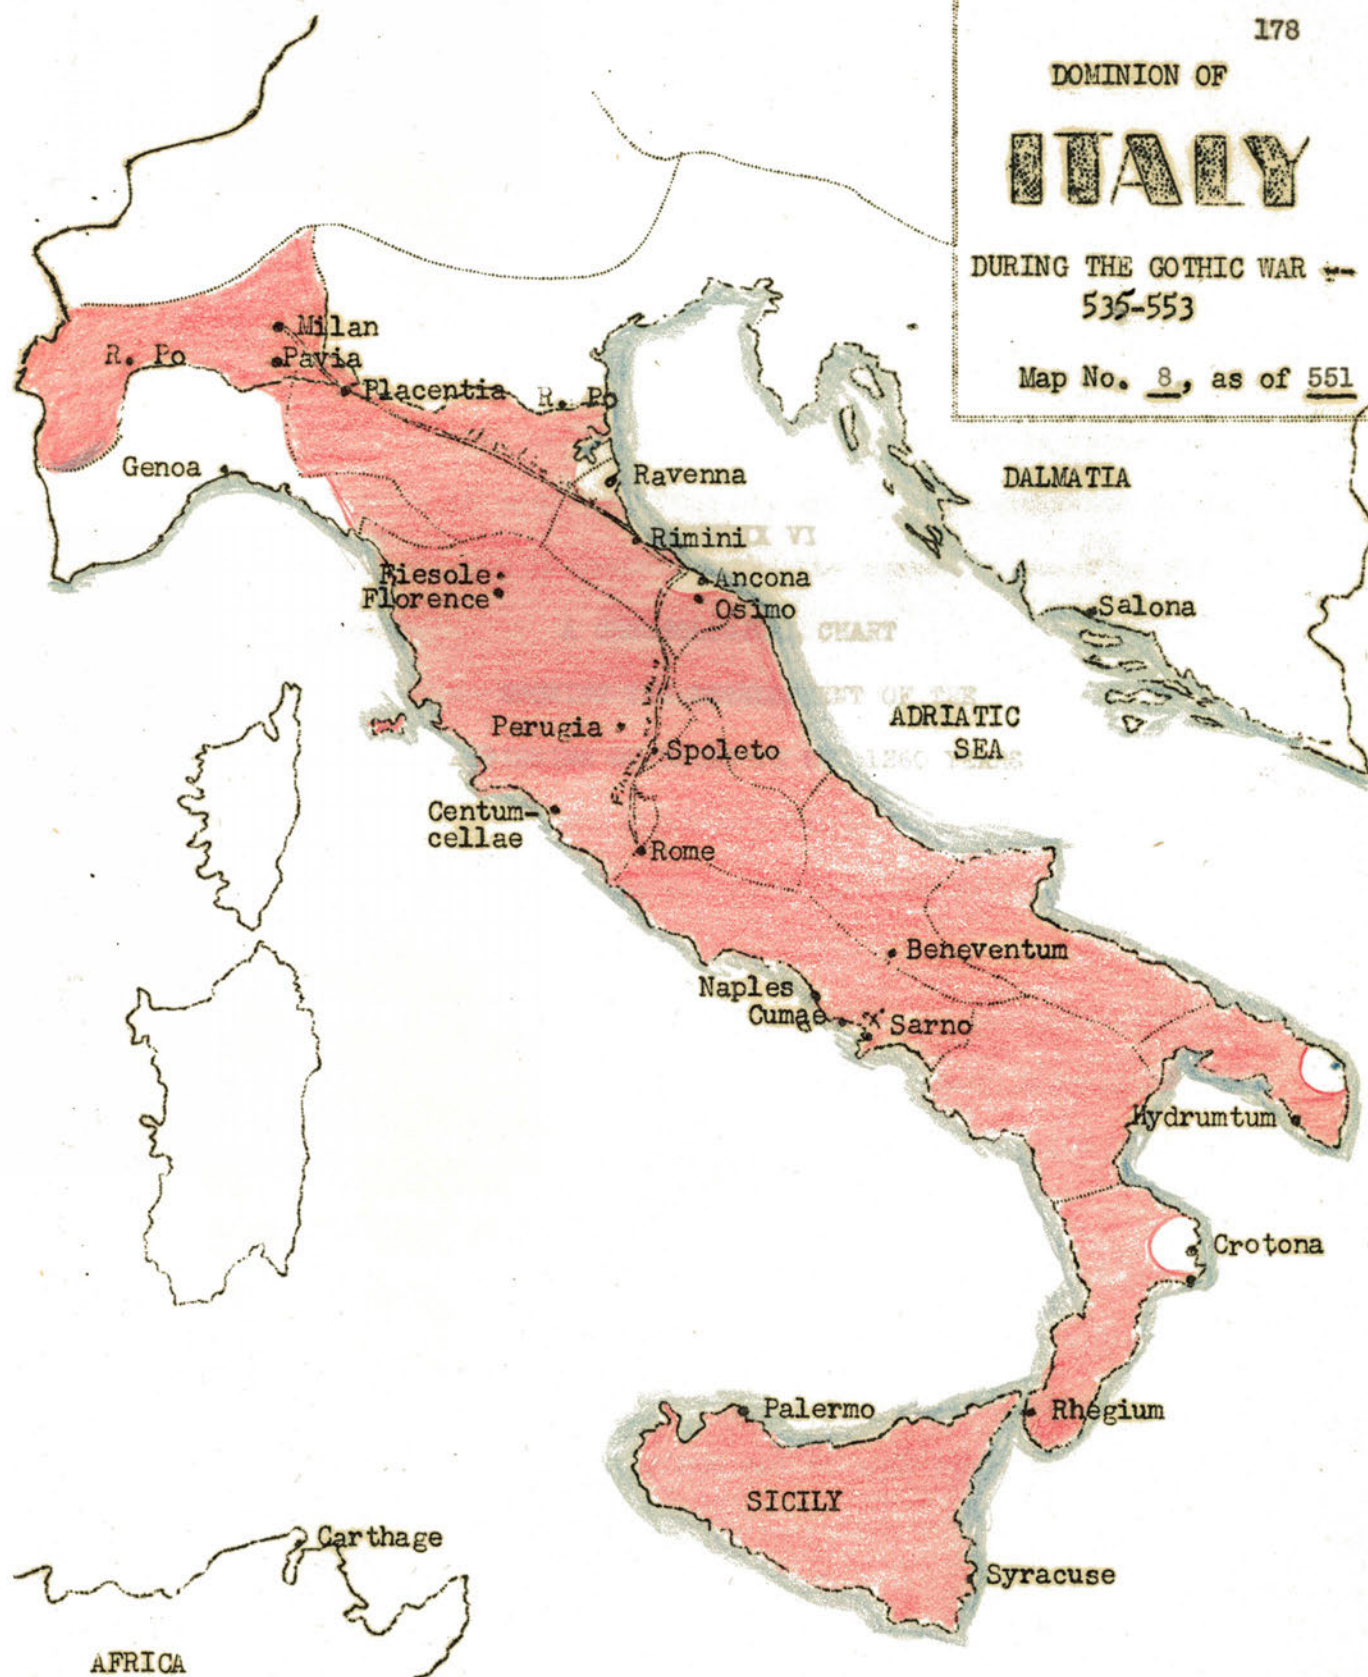 178
DOMINION OF
ITALY
DURING THE GOTHIC WAR --
535-553
Map No. 8, as of 551
Milan
R. Po
Pavia
Placentia
R. Po
Genoa
Ravenna
DALMATIA
Rimini
Fiesole
Ancona
Florence
Osimo
Salona
CHART
Perugia
ADRIATIC
SEA
Spoleto
Centum-
cellae
Rome
Beneventum
Naples
Cumae
Sarno
Hydrumtum
Crotona
Palermo
Rhegium
SICILY
Carthage
Syracuse
AFRICA